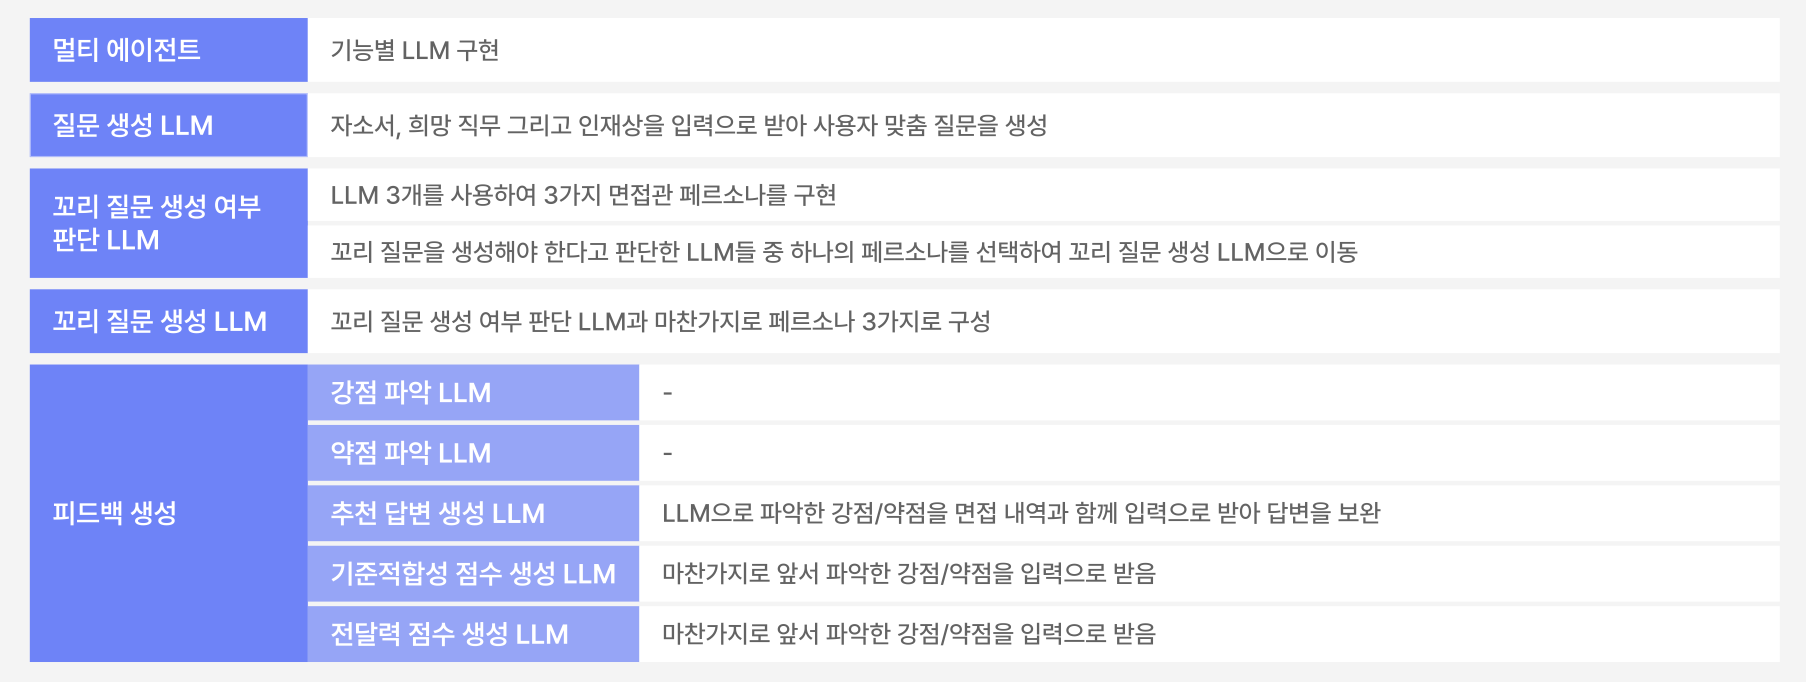 멀티 에이전트
기능별 LLM 구현
질문 생성 LLM
자소서, 희망 직무 그리고 인재상을 입력으로 받아 사용자 맞춤 질문을 생성
꼬리 질문 생성 여부
판단 LLM
LLM 3개를 사용하여 3가지 면접관 페르소나를 구현
꼬리 질문을 생성해야 한다고 판단한 LLM들 중 하나의 페르소나를 선택하여 꼬리 질문 생성 LLM으로 이동
꼬리 질문 생성 LLM
꼬리 질문 생성 여부 판단 LLM과 마찬가지로 페르소나 3가지로 구성
피드백 생성
강점 파악 LLM
-
약점 파악 LLM
-
추천 답변 생성 LLM
LLM으로 파악한 강점/약점을 면접 내역과 함께 입력으로 받아 답변을 보완
기준적합성 점수 생성 LLM
마찬가지로 앞서 파악한 강점/약점을 입력으로 받음
전달력 점수 생성 LLM
마찬가지로 앞서 파악한 강점/약점을 입력으로 받음